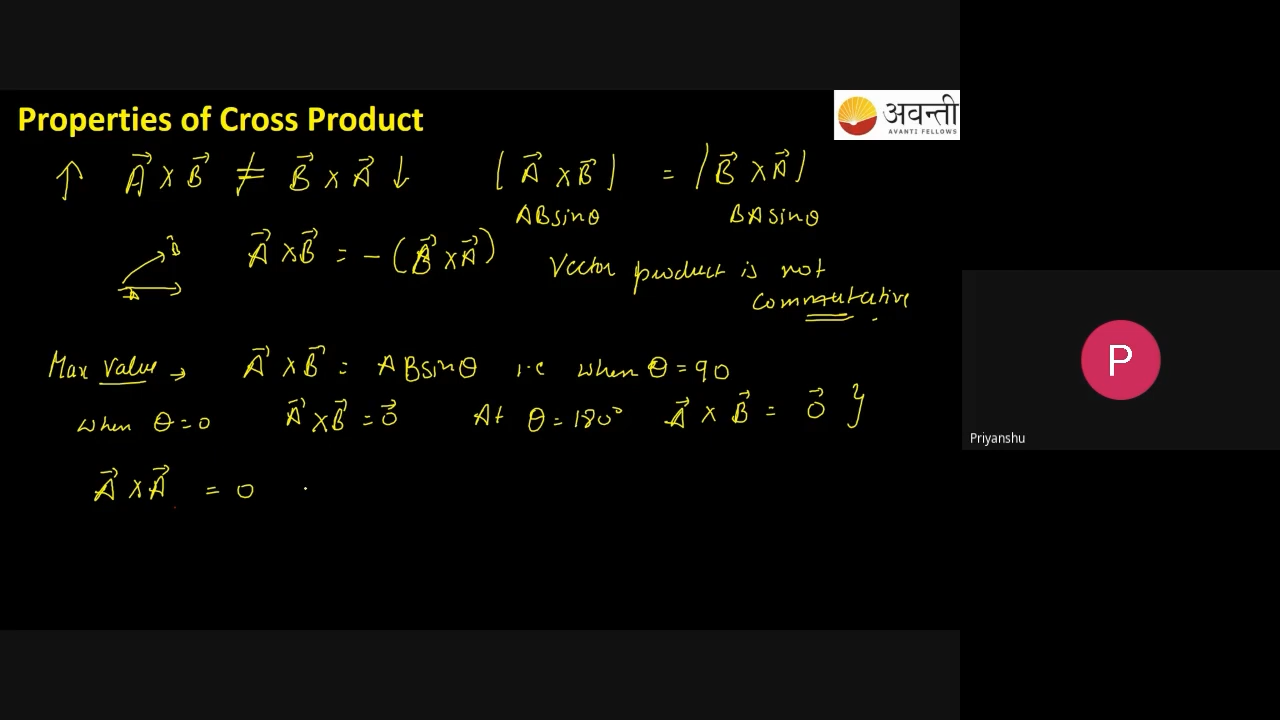 Properties of Cross Product
अवन्ती
AVANTI FELLOWS
↑ A⃗ × B⃗ ≠ B⃗ × A⃗ ↓ |A⃗ × B⃗| = |B⃗ × A⃗|
ABsinθ BAsinθ
B⃗
A
A⃗ × B⃗ = - (B⃗ × A⃗)
Vector product is not
commutative
Max value → A⃗ × B⃗ = ABsinθ i.e when θ = 90
when θ = 0 A⃗ × B⃗ = 0⃗ At θ = 180° A⃗ × B⃗ = 0⃗ }
A⃗ × A⃗ = 0
P
Priyanshu